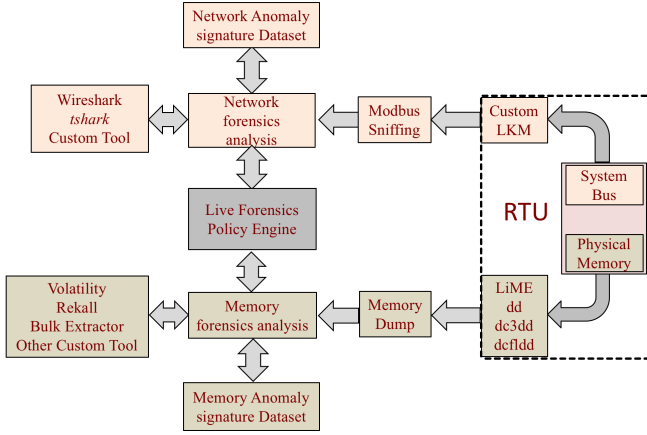 Network Anomaly
signature Dataset
Wireshark
tshark
Custom Tool
Network
forensics
analysis
Modbus
Sniffing
Custom
LKM
System
Bus
RTU
Physical
Memory
Live Forensics
Policy Engine
Volatility
Rekall
Bulk Extractor
Other Custom Tool
Memory
forensics analysis
Memory
Dump
LiME
dd
dc3dd
dcfldd
Memory Anomaly
signature Dataset